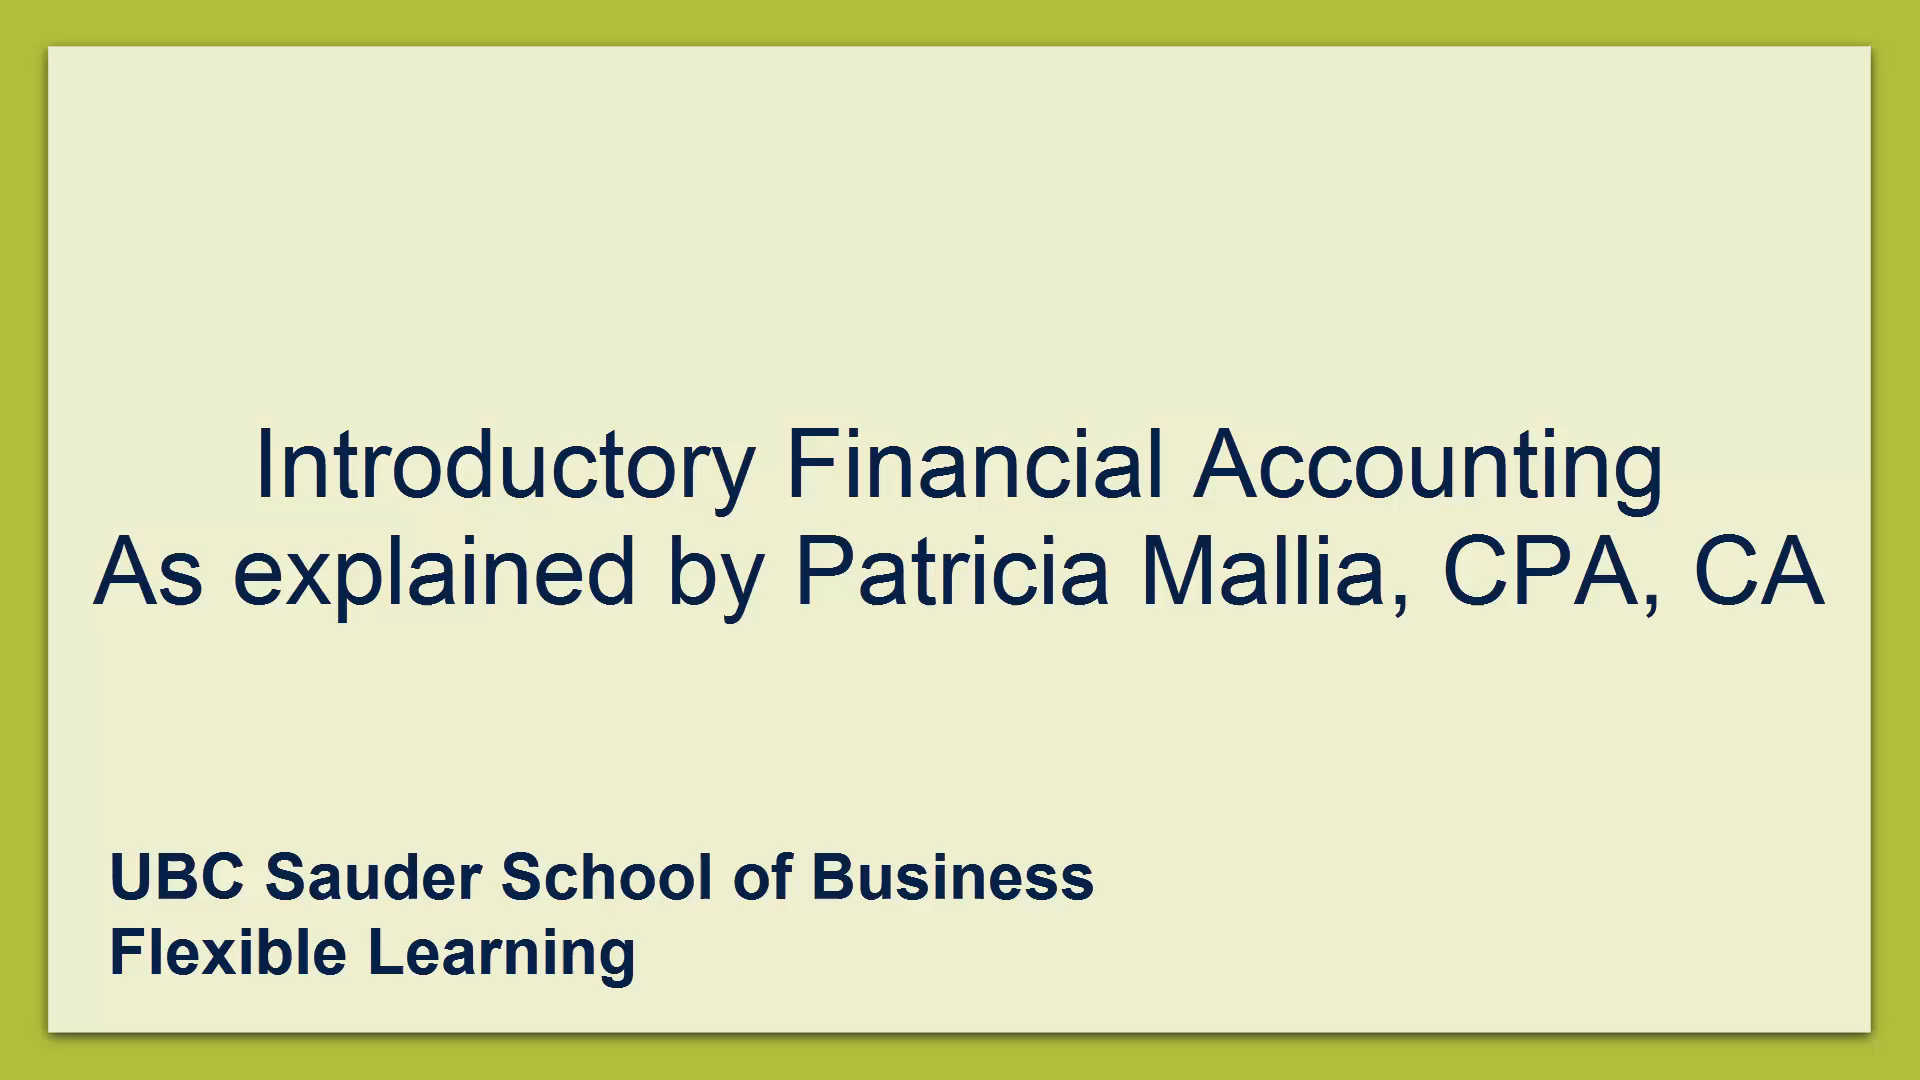 Introductory Financial Accounting
As explained by Patricia Mallia, CPA, CA
UBC Sauder School of Business
Flexible Learning